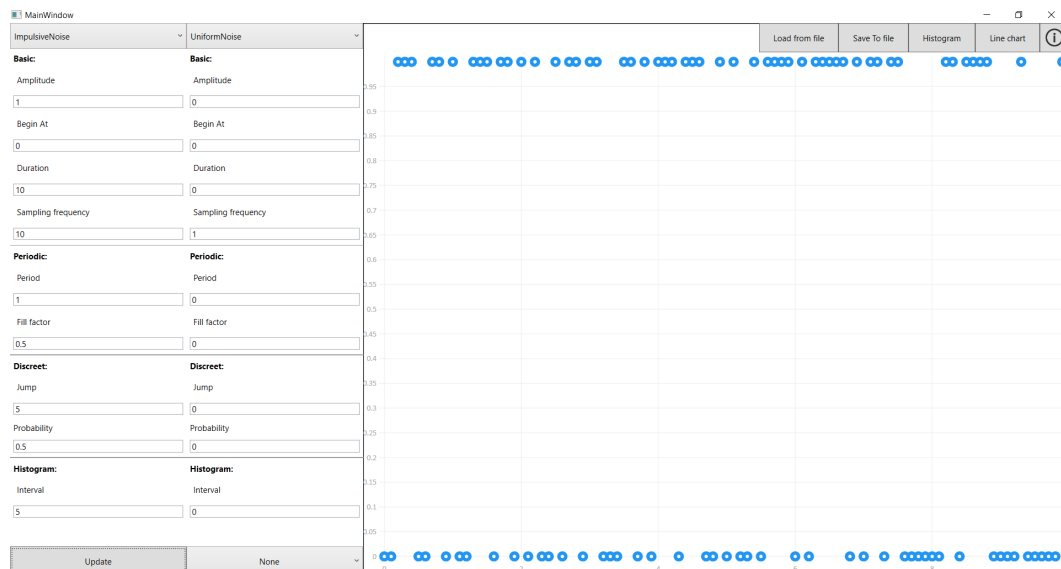 MainWindow
ImpulsiveNoise UniformNoise
Load from file Save To file Histogram Line chart
Basic: Basic:
Amplitude Amplitude
1 0
Begin At Begin At
0 0
Duration Duration
10 0
Sampling frequency Sampling frequency
10 1
Periodic: Periodic:
Period Period
1 0
Fill factor Fill factor
0.5 0
Discreet: Discreet:
Jump Jump
5 0
Probability Probability
0.5 0
Histogram: Histogram:
Interval Interval
5 0
Update None
0.95
0.9
0.85
0.8
0.75
0.7
0.65
0.6
0.55
0.5
0.45
0.4
0.35
0.3
0.25
0.2
0.15
0.1
0.05
0
0 2 4 6 8